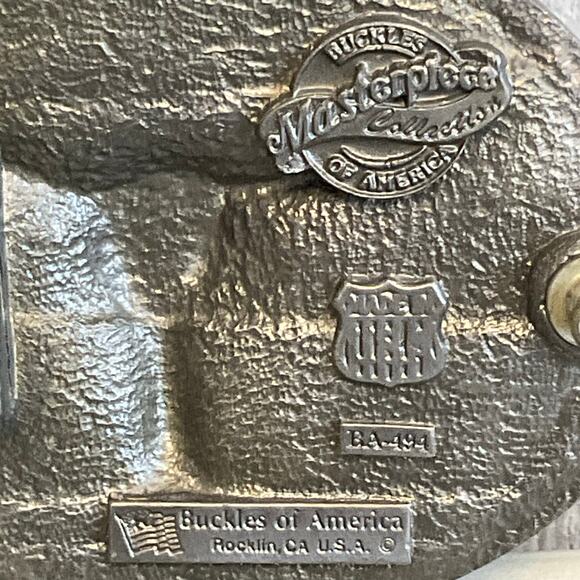 BUCKLES
Masterpiece
Collection
OF AMERICA
MADE IN
U.S.A.
BA-494
Buckles of America
Rocklin, CA U.S.A. ©